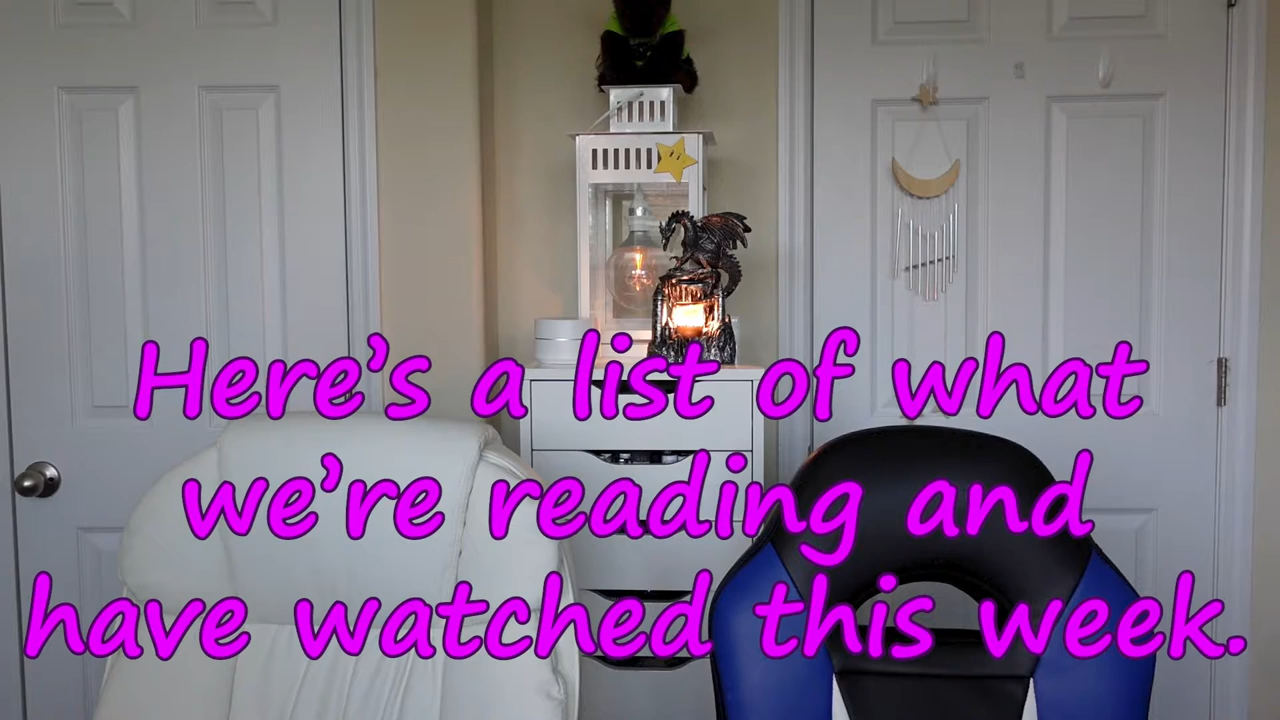 Here’s a list of what
we’re reading and
have watched this week.